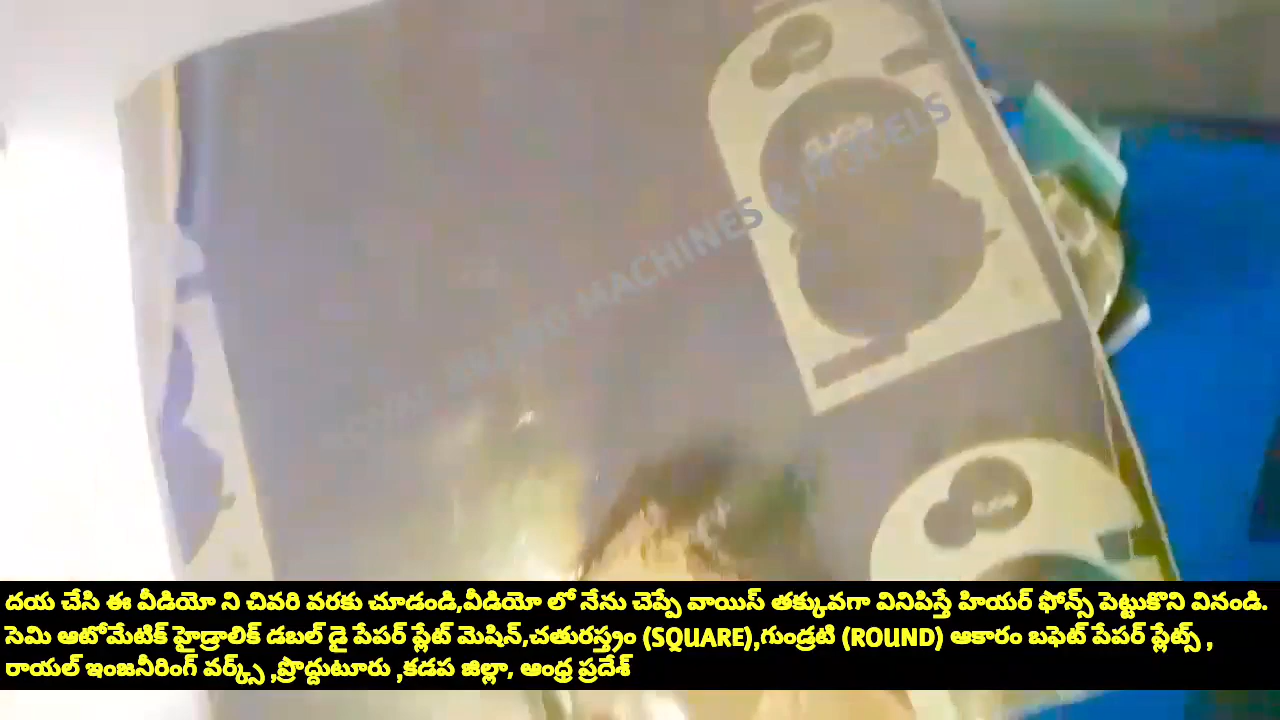 MACHINES & MODELS
దయ చేసి ఈ వీడియో ని చివరి వరకు చూడండి,వీడియో లో నేను చెప్పే వాయిస్ తక్కువగా వినిపిస్తే హియర్ ఫోన్స్ పెట్టుకొని వినండి.
సెమి ఆటోమేటిక్ హైడ్రాలిక్ డబల్ డై పేపర్ ప్లేట్ మెషిన్,చతురస్త్రం (SQUARE),గుండ్రటి (ROUND) ఆకారం బఫెట్ పేపర్ ప్లేట్స్ ,
రాయల్ ఇంజనీరింగ్ వర్క్స్ ,ప్రొద్దుటూరు ,కడప జిల్లా, ఆంధ్ర ప్రదేశ్